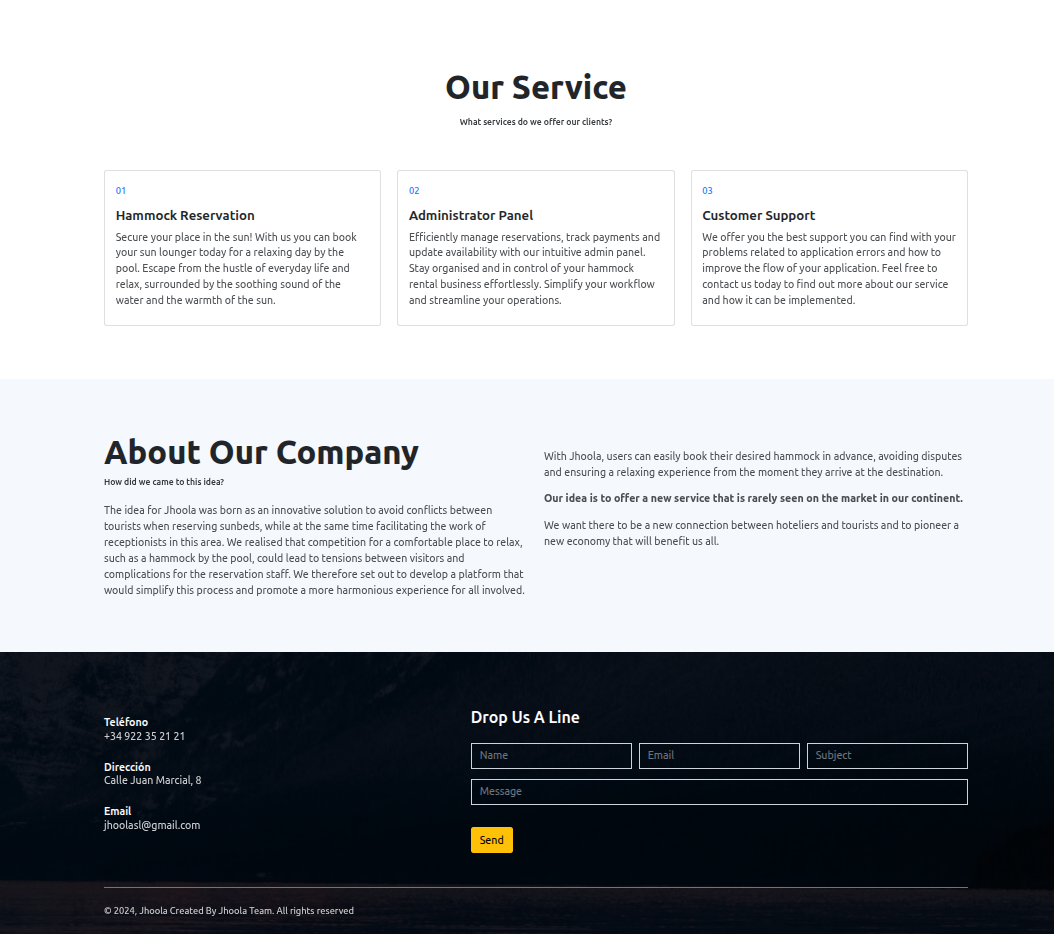 Our Service
What services do we offer our clients?
01
Hammock Reservation
Secure your place in the sun! With us you can book
your sun lounger today for a relaxing day by the
pool. Escape from the hustle of everyday life and
relax, surrounded by the soothing sound of the
water and the warmth of the sun.
02
Administrator Panel
Efficiently manage reservations, track payments and
update availability with our intuitive admin panel.
Stay organised and in control of your hammock
rental business effortlessly. Simplify your workflow
and streamline your operations.
03
Customer Support
We offer you the best support you can find with your
problems related to application errors and how to
improve the flow of your application. Feel free to
contact us today to find out more about our service
and how it can be implemented.
About Our Company
How did we came to this idea?
The idea for Jhoola was born as an innovative solution to avoid conflicts between
tourists when reserving sunbeds, while at the same time facilitating the work of
receptionists in this area. We realised that competition for a comfortable place to relax,
such as a hammock by the pool, could lead to tensions between visitors and
complications for the reservation staff. We therefore set out to develop a platform that
would simplify this process and promote a more harmonious experience for all involved.
With Jhoola, users can easily book their desired hammock in advance, avoiding disputes
and ensuring a relaxing experience from the moment they arrive at the destination.
Our idea is to offer a new service that is rarely seen on the market in our continent.
We want there to be a new connection between hoteliers and tourists and to pioneer a
new economy that will benefit us all.
Teléfono
+34 922 35 21 21
Dirección
Calle Juan Marcial, 8
Email
jhoolasl@gmail.com
Drop Us A Line
Name
Email
Subject
Message
Send
© 2024, Jhoola Created By Jhoola Team. All rights reserved